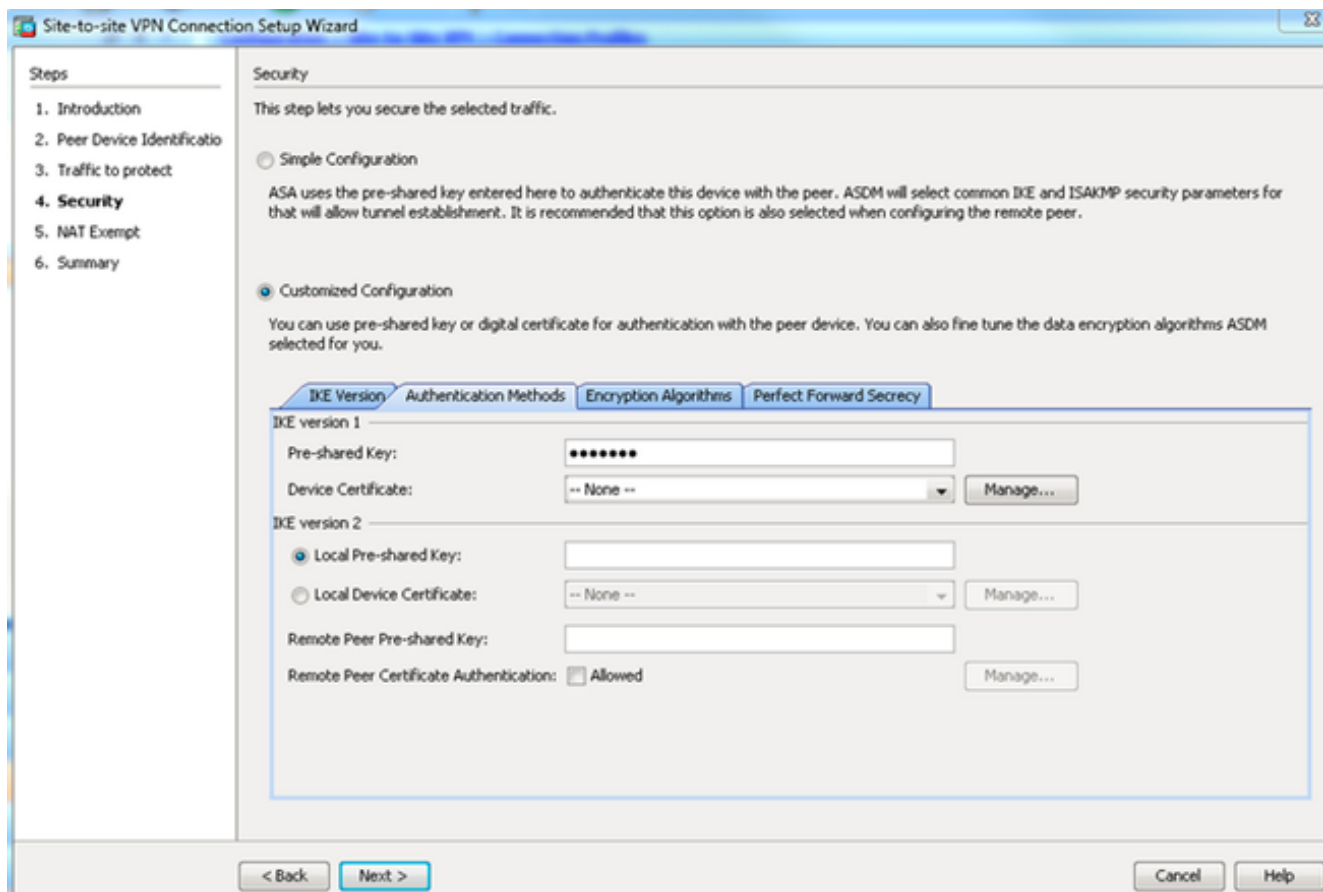 Site-to-site VPN Connection Setup Wizard
Steps
1. Introduction
2. Peer Device Identificatio
3. Traffic to protect
4. Security
5. NAT Exempt
6. Summary
Security
This step lets you secure the selected traffic.
Simple Configuration
ASA uses the pre-shared key entered here to authenticate this device with the peer. ASDM will select common IKE and ISAKMP security parameters for
that will allow tunnel establishment. It is recommended that this option is also selected when configuring the remote peer.
Customized Configuration
You can use pre-shared key or digital certificate for authentication with the peer device. You can also fine tune the data encryption algorithms ASDM
selected for you.
IKE Version Authentication Methods Encryption Algorithms Perfect Forward Secrecy
IKE version 1
Pre-shared Key: •••••••
Device Certificate: -- None -- Manage...
IKE version 2
Local Pre-shared Key:
Local Device Certificate: -- None -- Manage...
Remote Peer Pre-shared Key:
Remote Peer Certificate Authentication: Allowed Manage...
< Back Next > Cancel Help